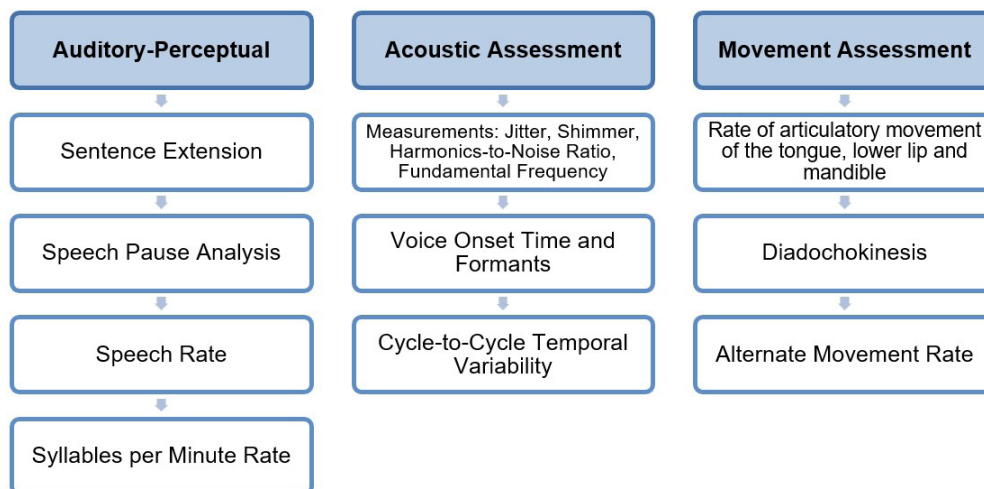 Auditory-Perceptual
Sentence Extension
Speech Pause Analysis
Speech Rate
Syllables per Minute Rate
Acoustic Assessment
Measurements: Jitter, Shimmer,
Harmonics-to-Noise Ratio,
Fundamental Frequency
Voice Onset Time and
Formants
Cycle-to-Cycle Temporal
Variability
Movement Assessment
Rate of articulatory movement
of the tongue, lower lip and
mandible
Diadochokinesis
Alternate Movement Rate